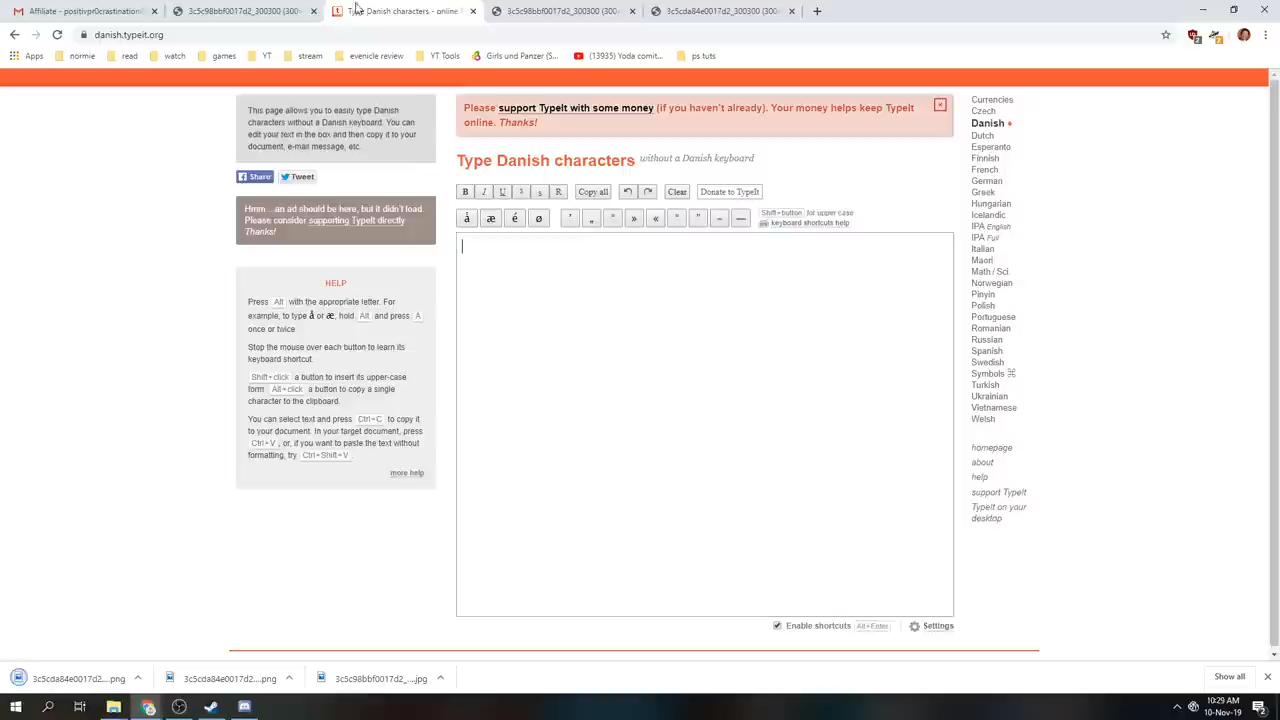 Affiliate - positivpr0crastination@
3c5c98bbf0017d2_300300 (300×30
Type Danish characters - online
3c5c98bbf0017d2_300300 (300×30
3c5cda84e0017d2_300300 (300×30
danish.typeit.org
Apps normie read watch games YT stream evenicle review YT Tools Girls und Panzer (S... (13935) Yoda comit... ps tuts
This page allows you to easily type Danish
characters without a Danish keyboard. You can
edit your text in the box and then copy it to your
document, e-mail message, etc.
Share Tweet
Hmm ...an ad should be here, but it didn't load.
Please consider supporting TypeIt directly
Thanks!
HELP
Press Alt with the appropriate letter. For
example, to type å or æ, hold Alt and press A
once or twice
Stop the mouse over each button to learn its
keyboard shortcut.
Shift+click a button to insert its upper-case
form Alt+click a button to copy a single
character to the clipboard.
You can select text and press Ctrl+C to copy it
to your document. In your target document, press
Ctrl+V, or, if you want to paste the text without
formatting, try Ctrl+Shift+V.
more help
Please support TypeIt with some money (if you haven't already). Your money helps keep TypeIt
online. Thanks!
Type Danish characters without a Danish keyboard
B I U Copy all Clear Donate to TypeIt
å æ é ø ’ „ “ » « “ ” – —
Shift+button for upper case
keyboard shortcuts help
Enable shortcuts Alt+Enter Settings
Currencies
Czech
Danish
Dutch
Esperanto
Finnish
French
German
Greek
Hungarian
Icelandic
IPA English
IPA Full
Italian
Maori
Math / Sci.
Norwegian
Pinyin
Polish
Portuguese
Romanian
Russian
Spanish
Swedish
Symbols ⌘
Turkish
Ukrainian
Vietnamese
Welsh
homepage
about
help
support TypeIt
TypeIt on your
desktop
3c5cda84e0017d2....png 3c5cda84e0017d2....png 3c5c98bbf0017d2_....jpg Show all
10:29 AM
10-Nov-19
2